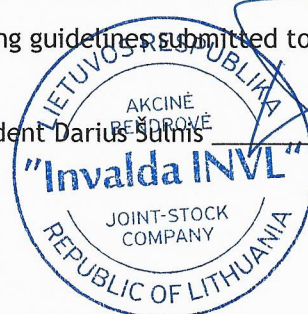 ng guidelines submitted to
LIETUVOS RESPUBLIKA
AKCINĖ
BENDROVĖ
dent Darius Šulnis
"Invalda INVL"
JOINT-STOCK
COMPANY
REPUBLIC OF LITHUANIA